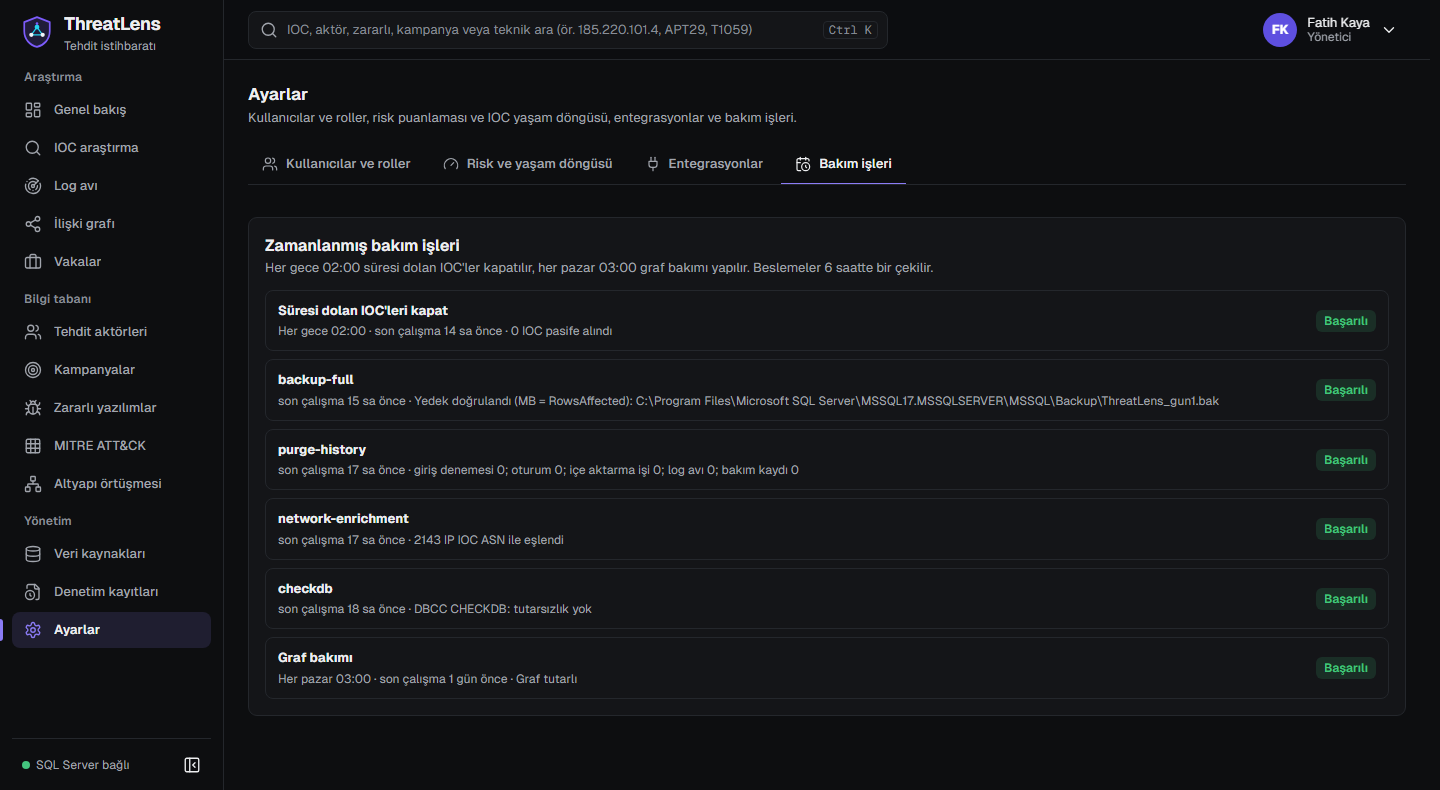 ThreatLens
Tehdit istihbaratı
Araştırma
Genel bakış
IOC araştırma
Log avı
İlişki grafı
Vakalar
Bilgi tabanı
Tehdit aktörleri
Kampanyalar
Zararlı yazılımlar
MITRE ATT&CK
Altyapı örtüşmesi
Yönetim
Veri kaynakları
Denetim kayıtları
Ayarlar
SQL Server bağlı
IOC, aktör, zararlı, kampanya veya teknik ara (ör. 185.220.101.4, APT29, T1059)
Ctrl K
FK
Fatih Kaya
Yönetici
Ayarlar
Kullanıcılar ve roller, risk puanlaması ve IOC yaşam döngüsü, entegrasyonlar ve bakım işleri.
Kullanıcılar ve roller
Risk ve yaşam döngüsü
Entegrasyonlar
Bakım işleri
Zamanlanmış bakım işleri
Her gece 02:00 süresi dolan IOC'ler kapatılır, her pazar 03:00 graf bakımı yapılır. Beslemeler 6 saatte bir çekilir.
Süresi dolan IOC'leri kapat
Her gece 02:00 · son çalışma 14 sa önce · 0 IOC pasife alındı
Başarılı
backup-full
son çalışma 15 sa önce · Yedek doğrulandı (MB = RowsAffected): C:\Program Files\Microsoft SQL Server\MSSQL17.MSSQLSERVER\MSSQL\Backup\ThreatLens_gun1.bak
Başarılı
purge-history
son çalışma 17 sa önce · giriş denemesi 0; oturum 0; içe aktarma işi 0; log avı 0; bakım kaydı 0
Başarılı
network-enrichment
son çalışma 17 sa önce · 2143 IP IOC ASN ile eşlendi
Başarılı
checkdb
son çalışma 18 sa önce · DBCC CHECKDB: tutarsızlık yok
Başarılı
Graf bakımı
Her pazar 03:00 · son çalışma 1 gün önce · Graf tutarlı
Başarılı